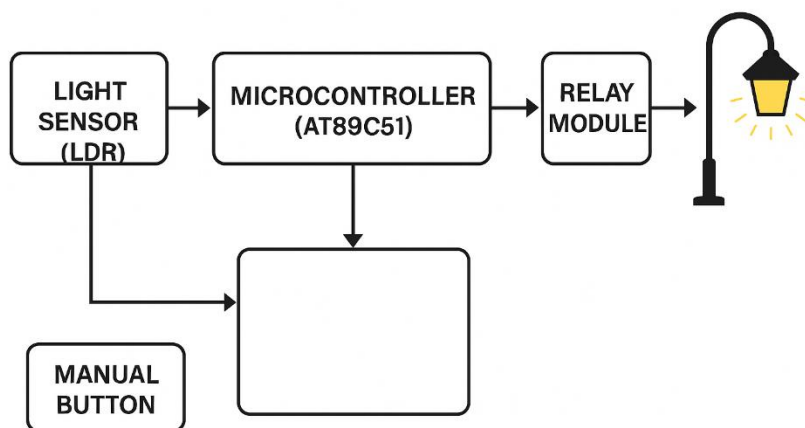 LIGHT
SENSOR
(LDR)
MICROCONTROLLER
(AT89C51)
RELAY
MODULE
MANUAL
BUTTON